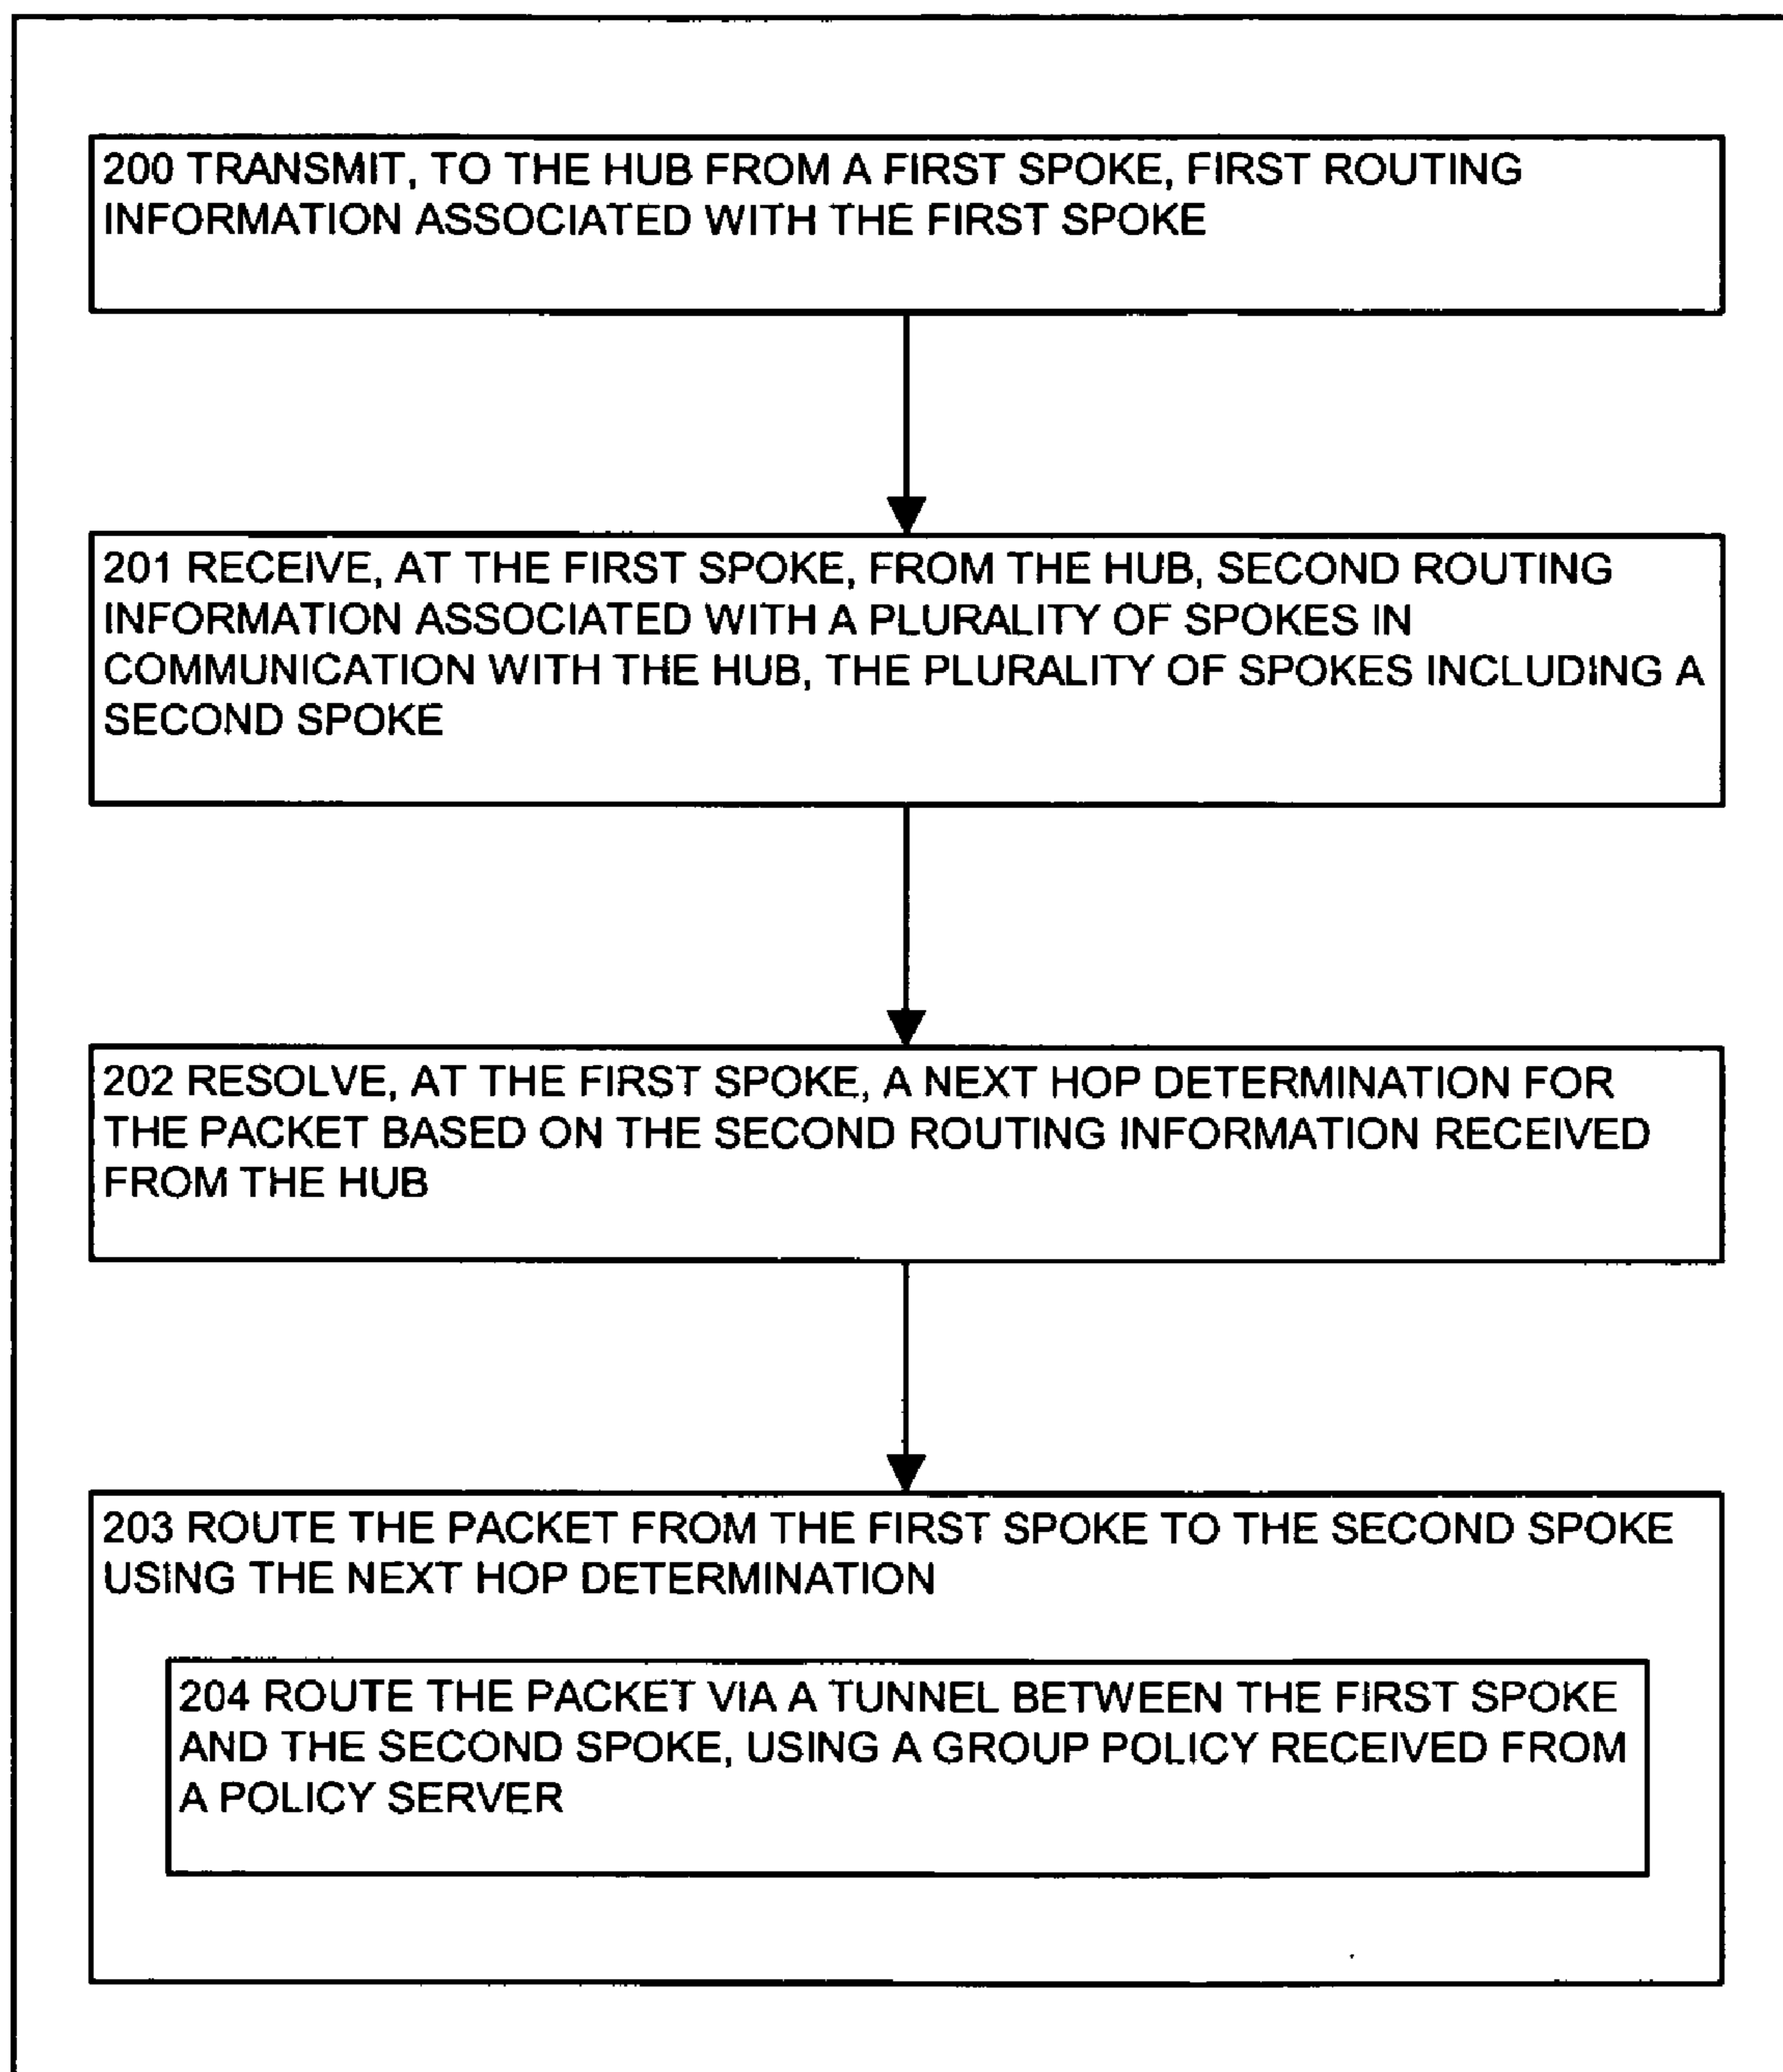 200 TRANSMIT, TO THE HUB FROM A FIRST SPOKE, FIRST ROUTING
INFORMATION ASSOCIATED WITH THE FIRST SPOKE
201 RECEIVE, AT THE FIRST SPOKE, FROM THE HUB, SECOND ROUTING
INFORMATION ASSOCIATED WITH A PLURALITY OF SPOKES IN
COMMUNICATION WITH THE HUB, THE PLURALITY OF SPOKES INCLUDING A
SECOND SPOKE
202 RESOLVE, AT THE FIRST SPOKE, A NEXT HOP DETERMINATION FOR
THE PACKET BASED ON THE SECOND ROUTING INFORMATION RECEIVED
FROM THE HUB
203 ROUTE THE PACKET FROM THE FIRST SPOKE TO THE SECOND SPOKE
USING THE NEXT HOP DETERMINATION
204 ROUTE THE PACKET VIA A TUNNEL BETWEEN THE FIRST SPOKE
AND THE SECOND SPOKE, USING A GROUP POLICY RECEIVED FROM
A POLICY SERVER